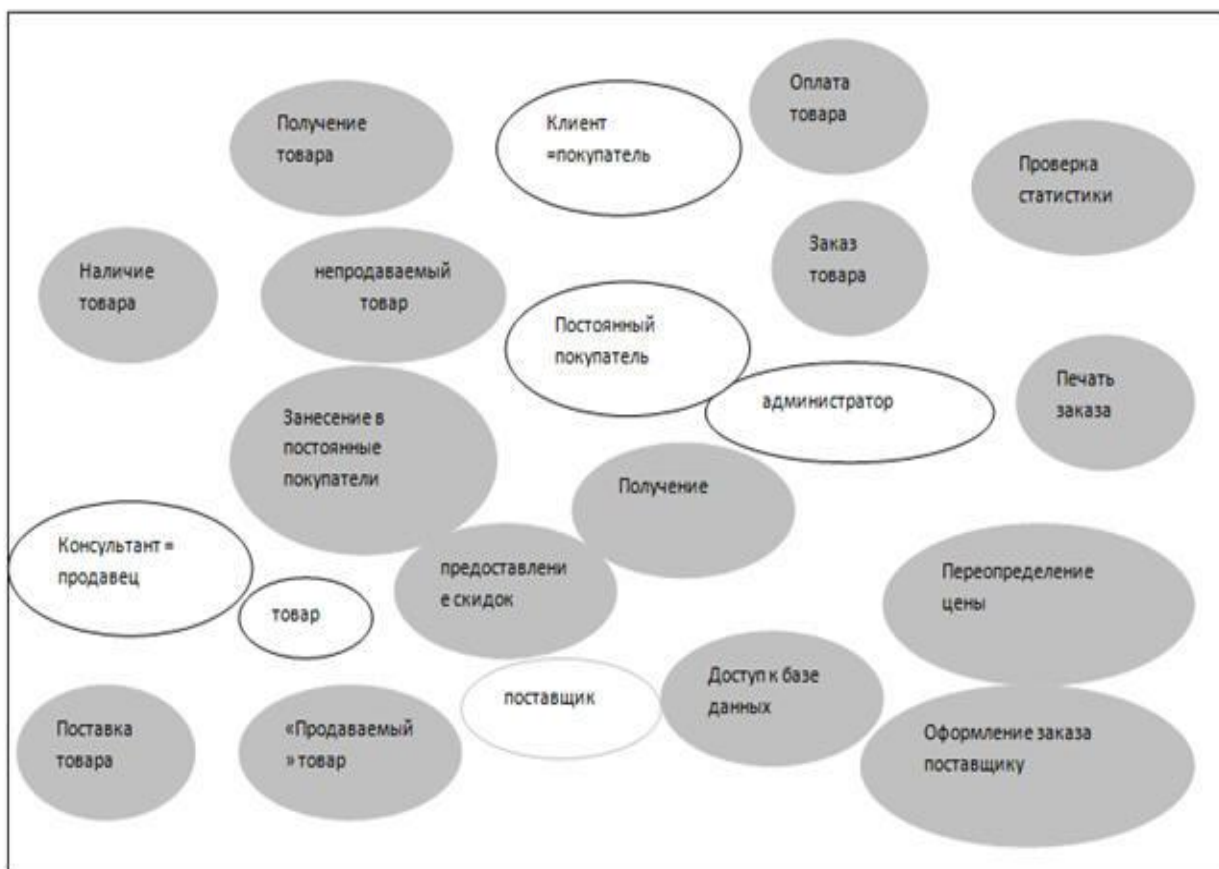 Получение
товара
Клиент
=покупатель
Оплата
товара
Проверка
статистики
Наличие
товара
непродаваемый
товар
Заказ
товара
Постоянный
покупатель
администратор
Печать
заказа
Занесение в
постоянные
покупатели
Получение
Консультант =
продавец
товар
предоставлени
е скидок
Переопределение
цены
поставщик
Доступ к базе
данных
Поставка
товара
«Продаваемый
» товар
Оформление заказа
поставщику